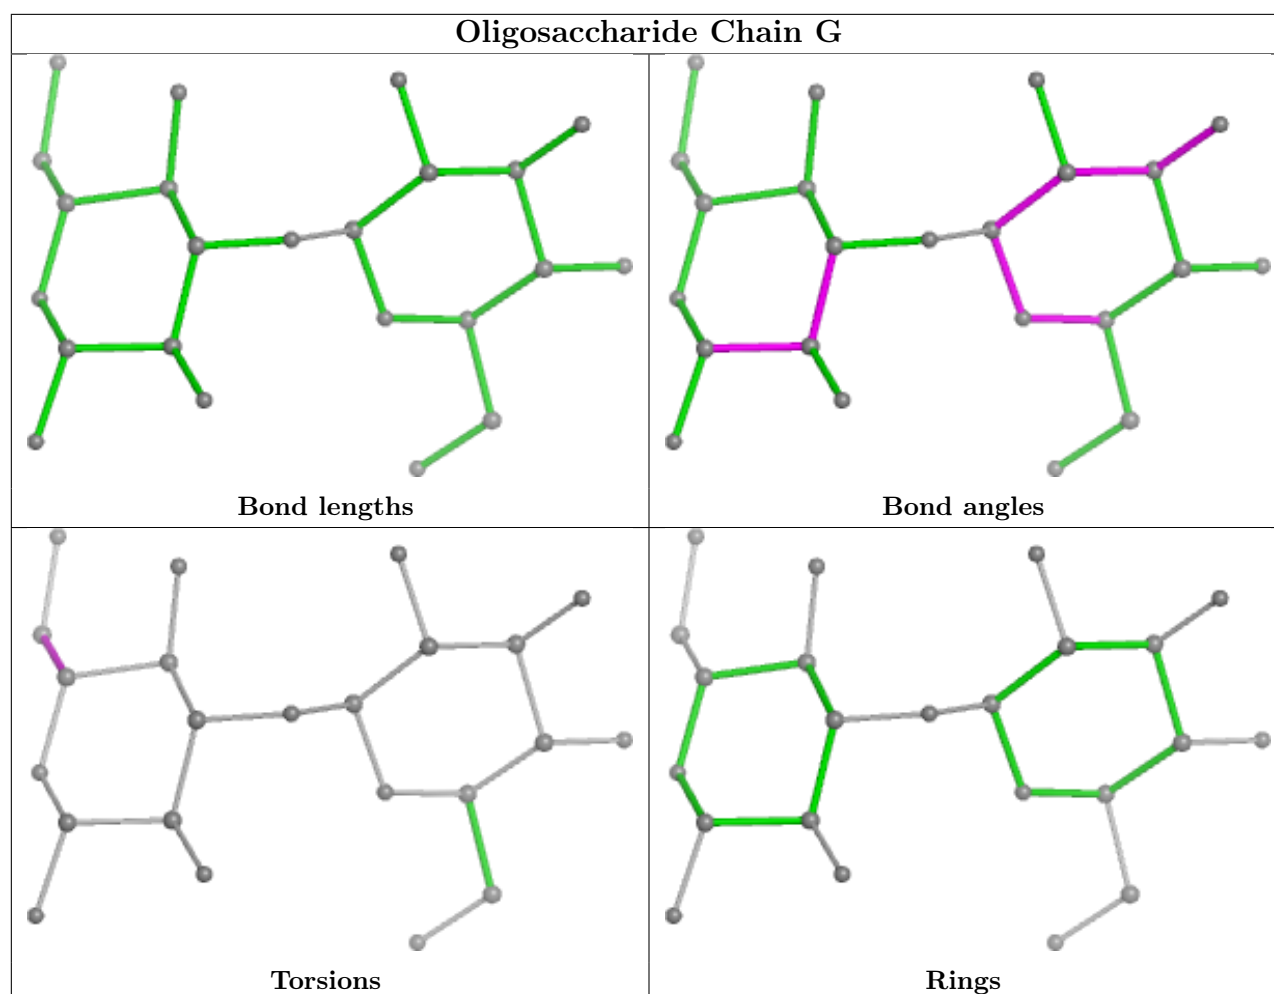 Oligosaccharide Chain G
Bond lengths
Bond angles
Torsions
Rings